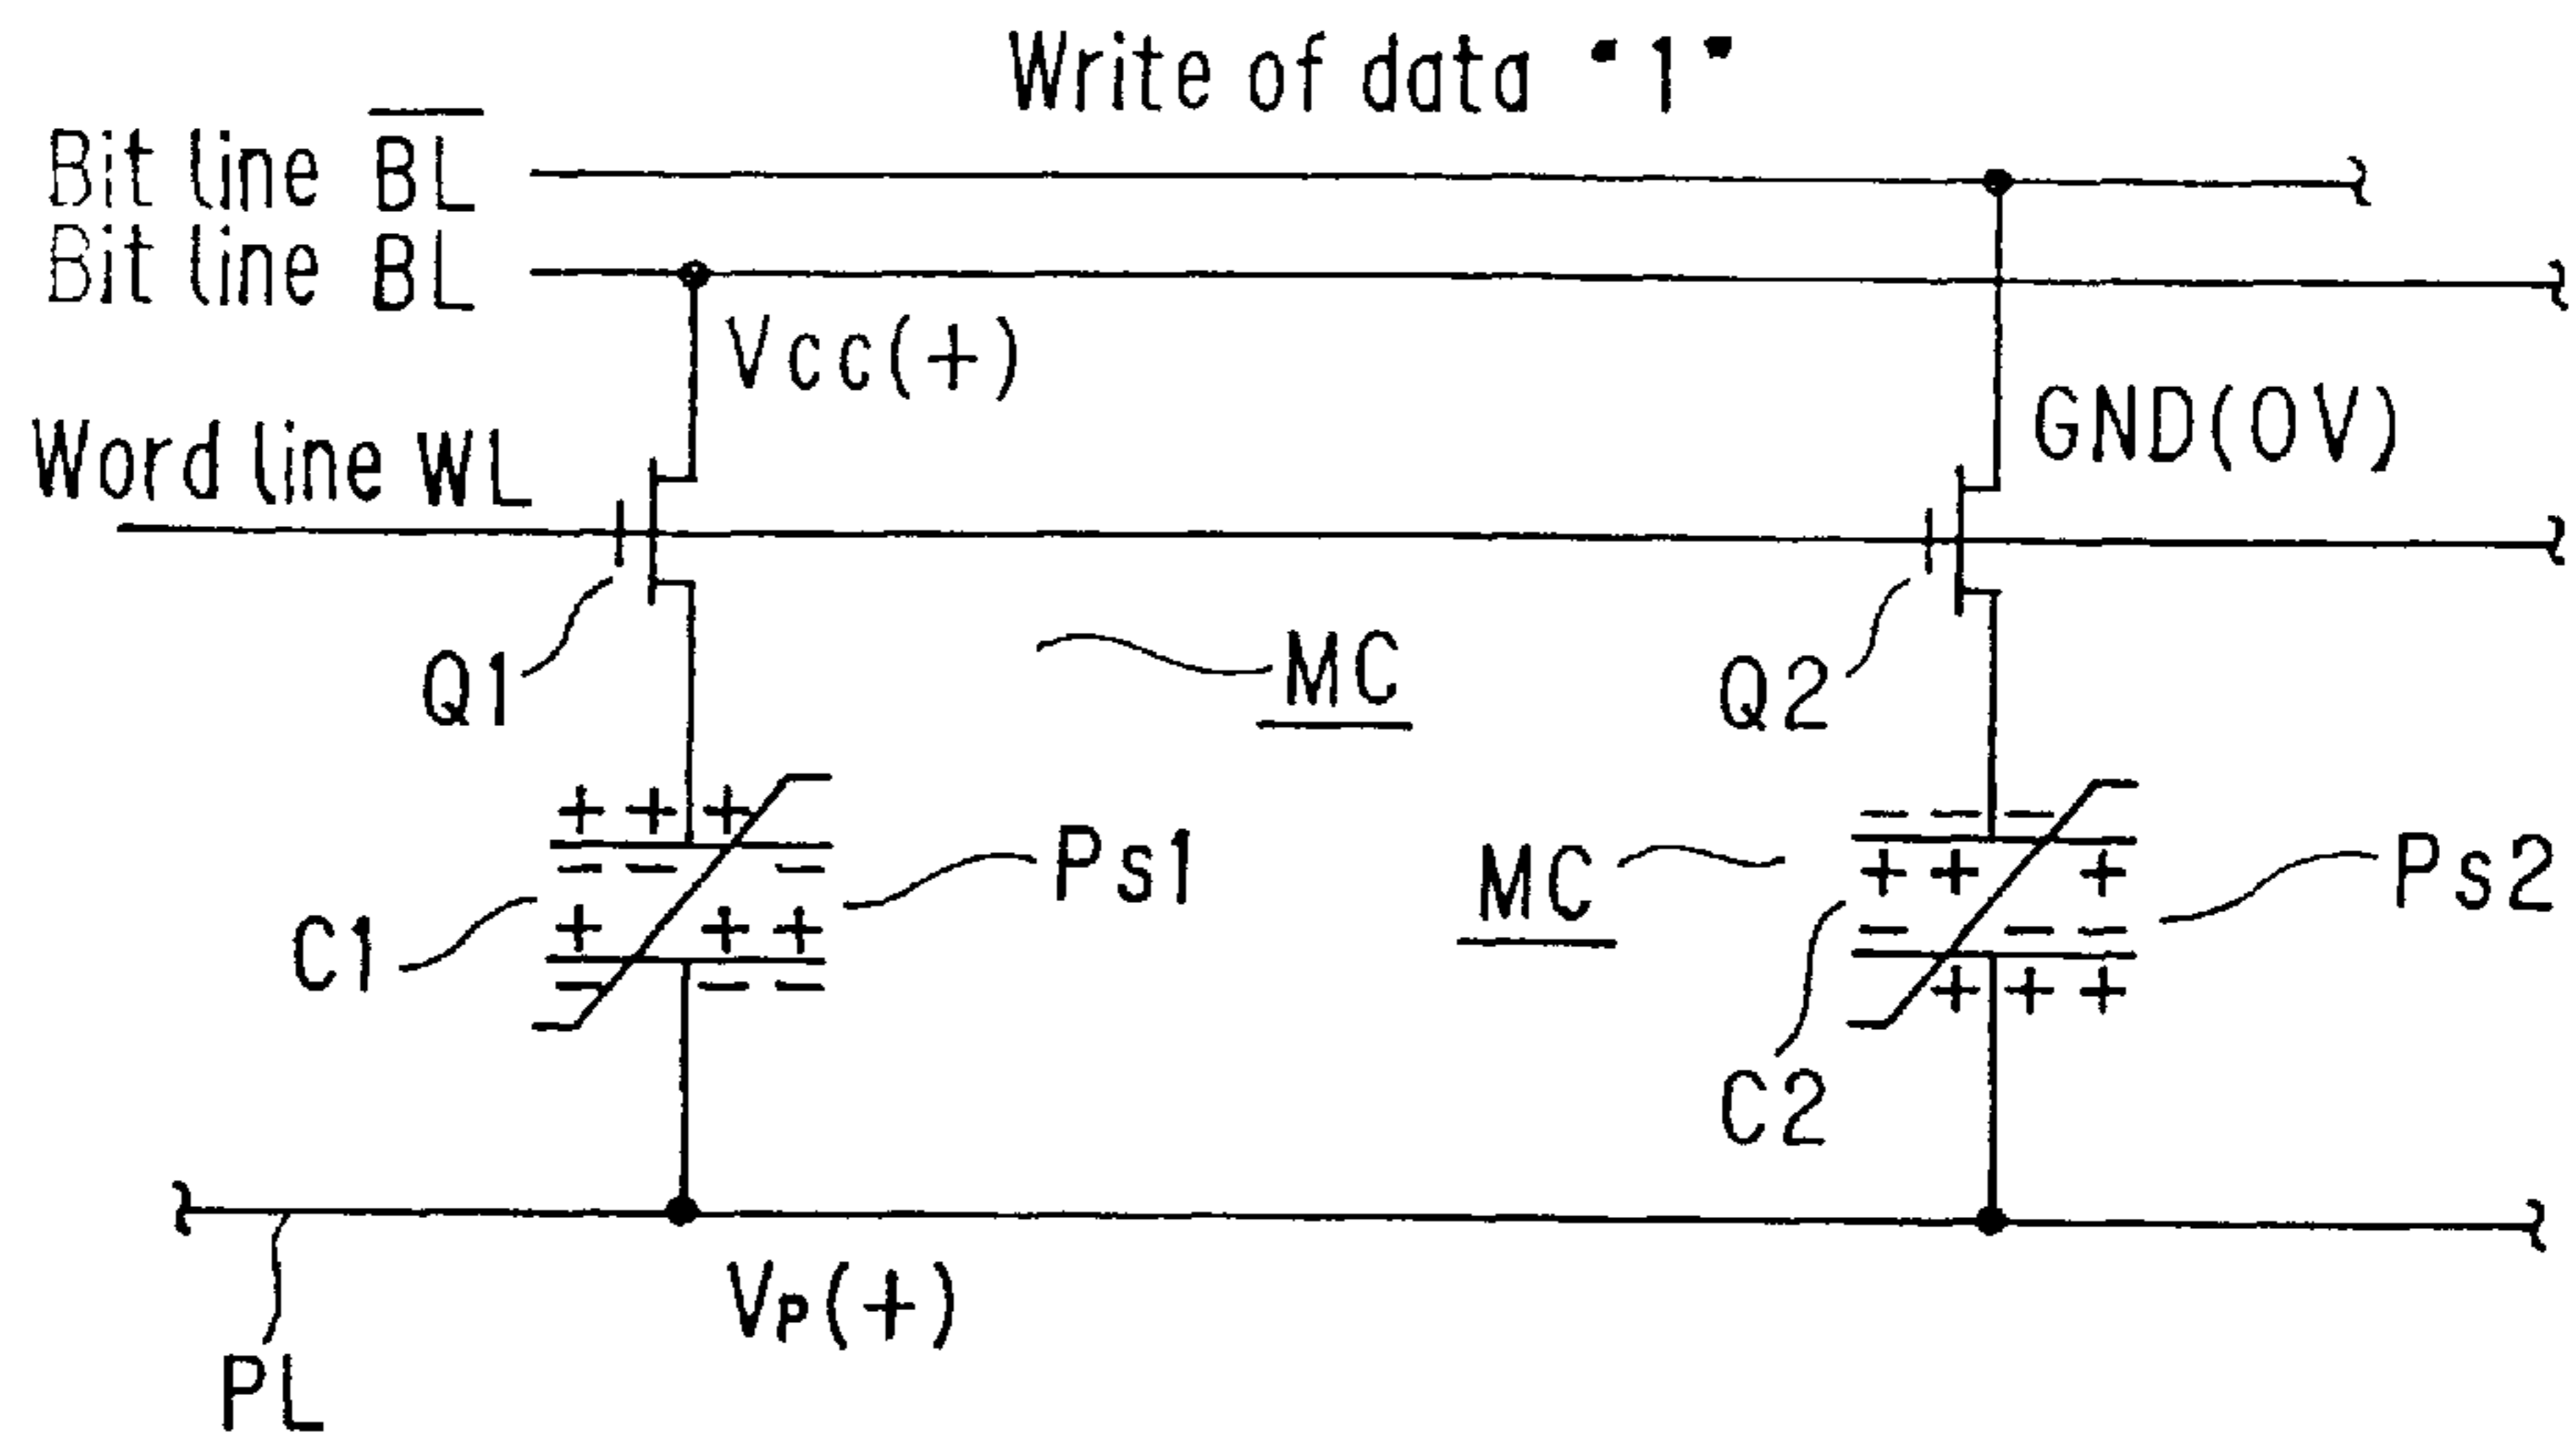 Write of data "1"
Bit line B̅L̅
Bit line BL
Vcc(+)
GND(0V)
Word line WL
Q1
MC
Q2
Ps1
MC
Ps2
C1
C2
VP(+)
PL